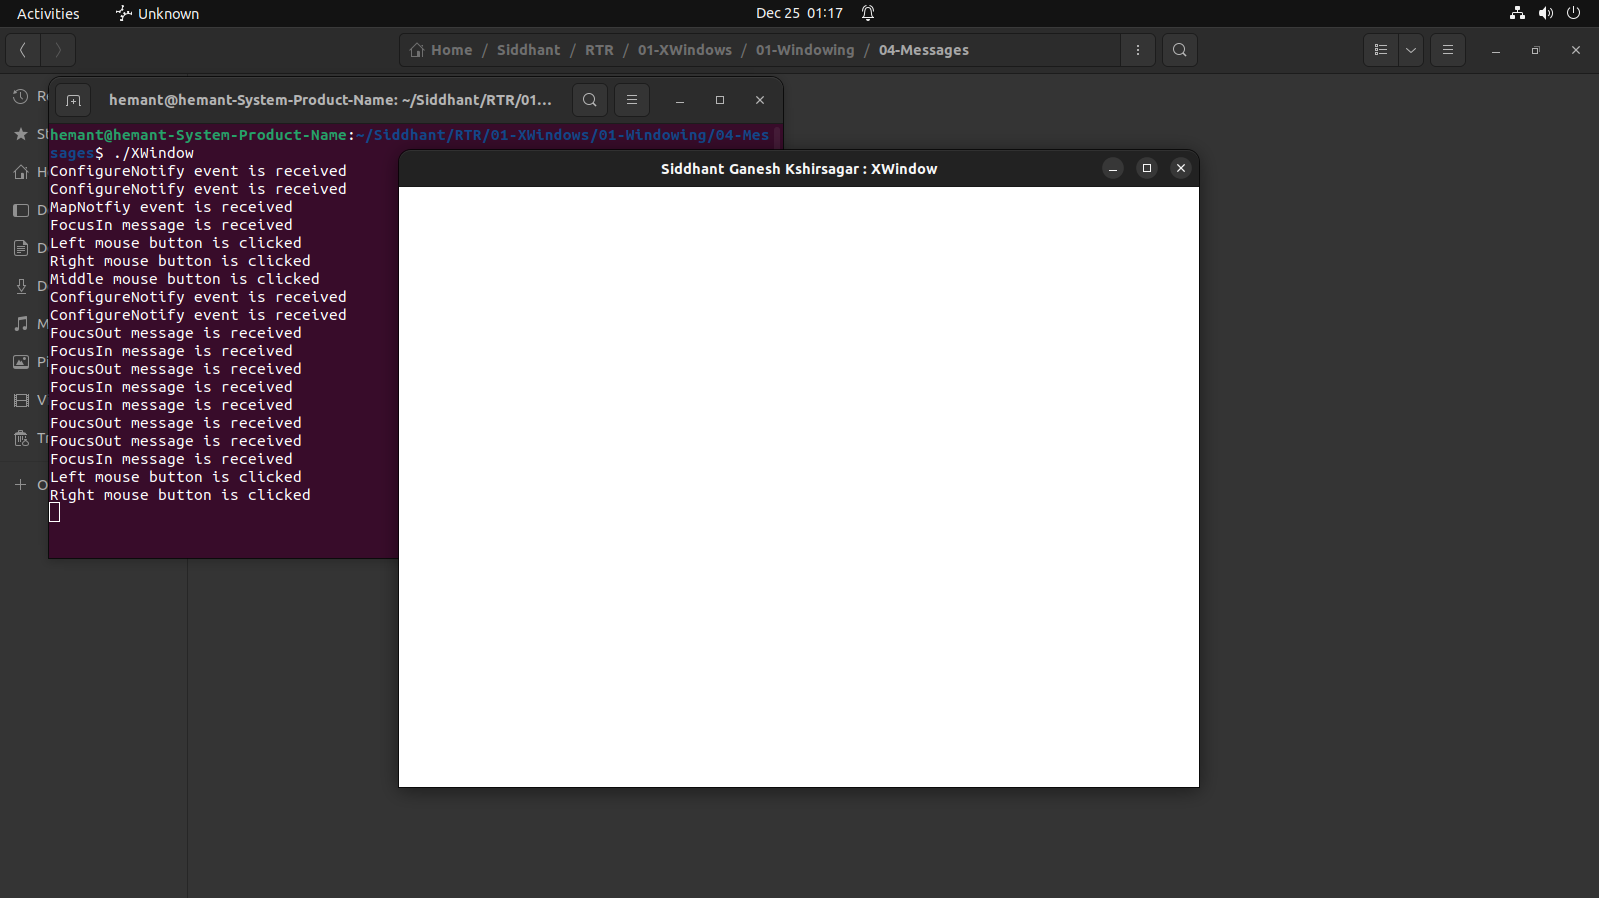 Activities Unknown Dec 25 01:17
Home / Siddhant / RTR / 01-XWindows / 01-Windowing / 04-Messages
hemant@hemant-System-Product-Name: ~/Siddhant/RTR/01...
hemant@hemant-System-Product-Name:~/Siddhant/RTR/01-XWindows/01-Windowing/04-Mes
sages$ ./XWindow
ConfigureNotify event is received
ConfigureNotify event is received
MapNotfiy event is received
FocusIn message is received
Left mouse button is clicked
Right mouse button is clicked
Middle mouse button is clicked
ConfigureNotify event is received
ConfigureNotify event is received
FoucsOut message is received
FocusIn message is received
FoucsOut message is received
FocusIn message is received
FocusIn message is received
FoucsOut message is received
FoucsOut message is received
FocusIn message is received
Left mouse button is clicked
Right mouse button is clicked
Siddhant Ganesh Kshirsagar : XWindow